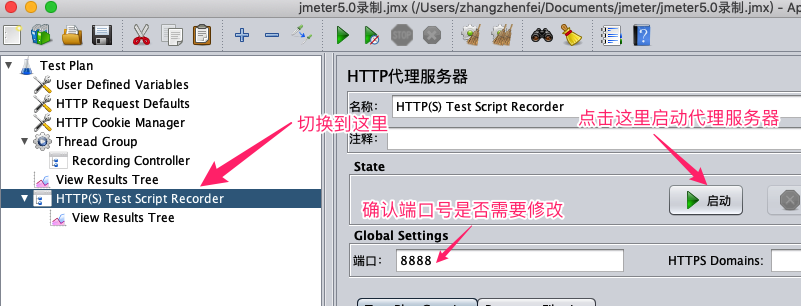 jmeter5.0录制.jmx (/Users/zhangzhenfei/Documents/jmeter/jmeter5.0录制.jmx) - Ap
Test Plan
User Defined Variables
HTTP Request Defaults
HTTP Cookie Manager
Thread Group
Recording Controller
View Results Tree
HTTP(S) Test Script Recorder
View Results Tree
切换到这里
HTTP代理服务器
名称： HTTP(S) Test Script Recorder
点击这里启动代理服务器
注释：
State
启动
确认端口号是否需要修改
Global Settings
端口： 8888
HTTPS Domains: